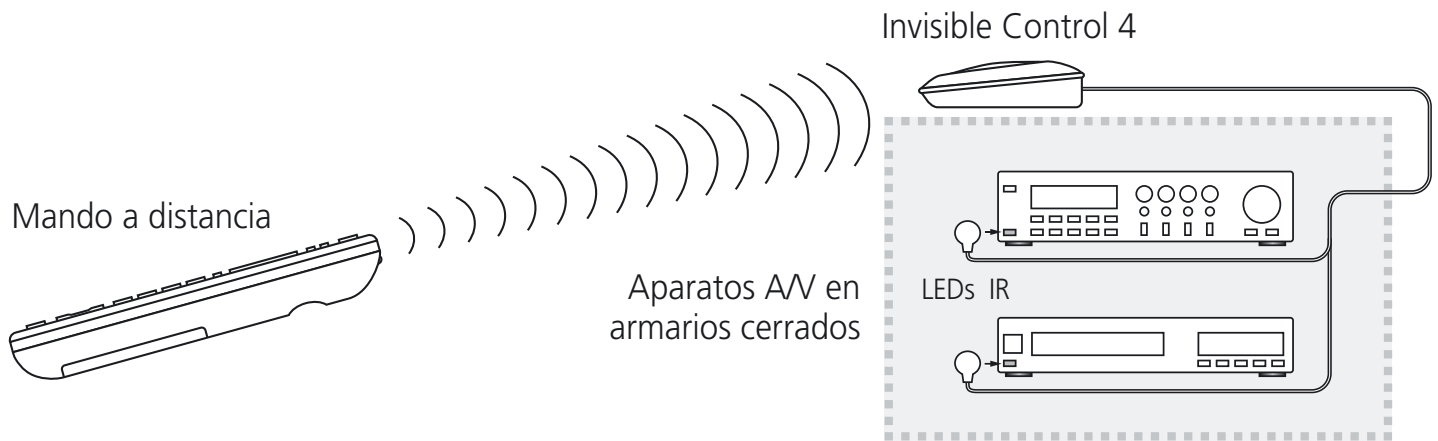 Invisible Control 4
Mando a distancia
Aparatos A/V en
armarios cerrados
LEDs IR